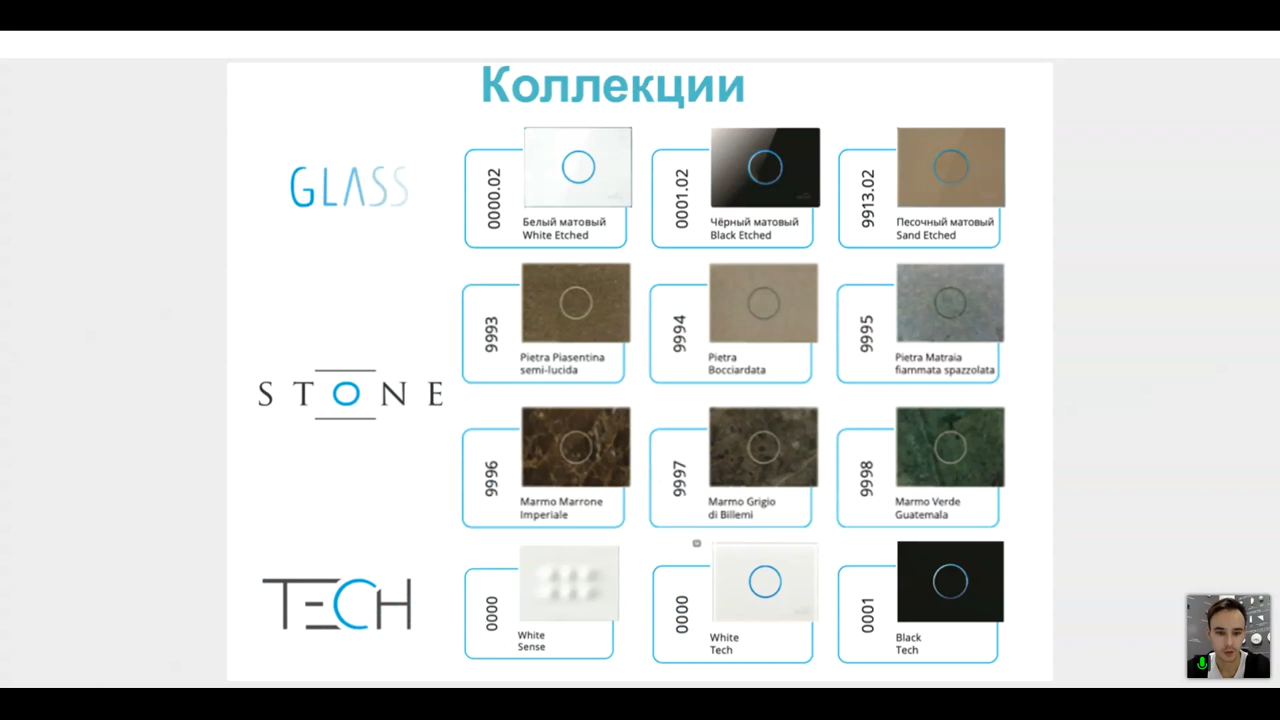 Коллекции
GLASS
0000.02
Белый матовый
White Etched
0001.02
Чёрный матовый
Black Etched
9913.02
Песочный матовый
Sand Etched
STONE
9993
Pietra Piasentina
semi-lucida
9994
Pietra
Bocciardata
9995
Pietra Matraia
fiammata spazzolata
9996
Marmo Marrone
Imperiale
9997
Marmo Grigio
di Billemi
9998
Marmo Verde
Guatemala
TECH
0000
White
Sense
0000
White
Tech
0001
Black
Tech